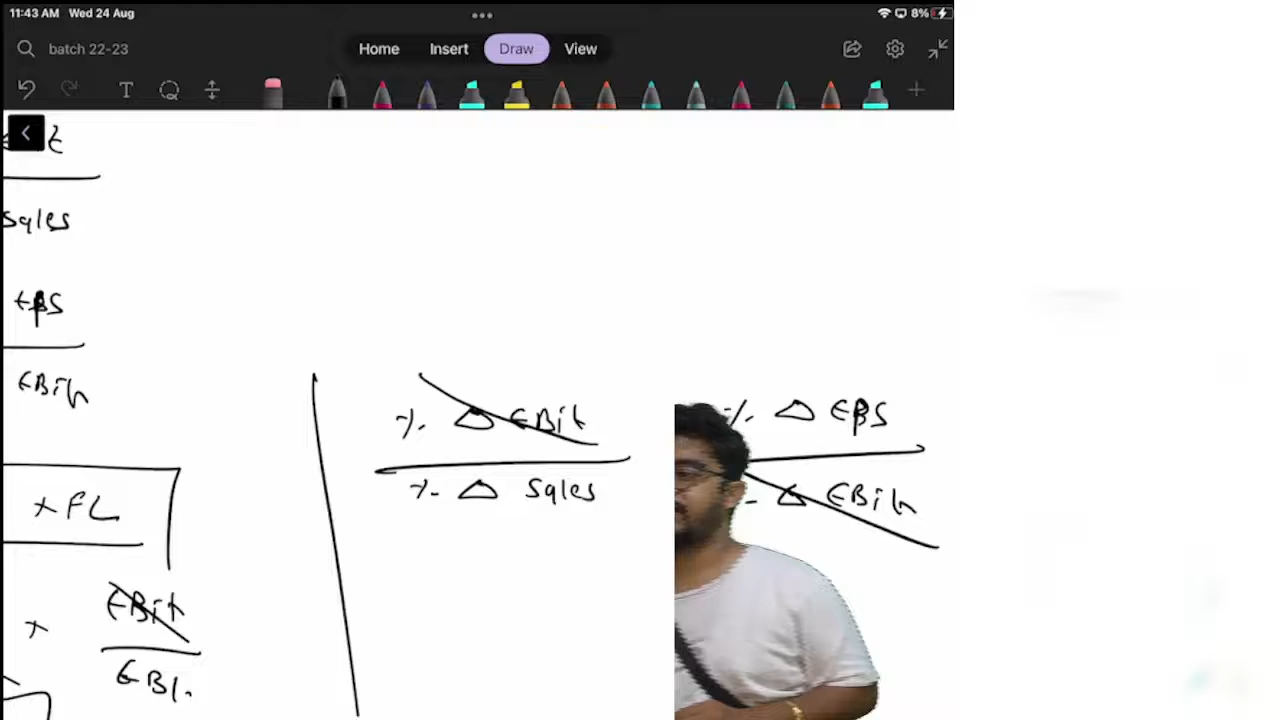 11:43 AM Wed 24 Aug
8%
batch 22-23
Home Insert Draw View
T
Sales
EPS
EBit
x FL
x EBit
EB
% △ EBit
% △ Sales
% △ EPS
△ EBit